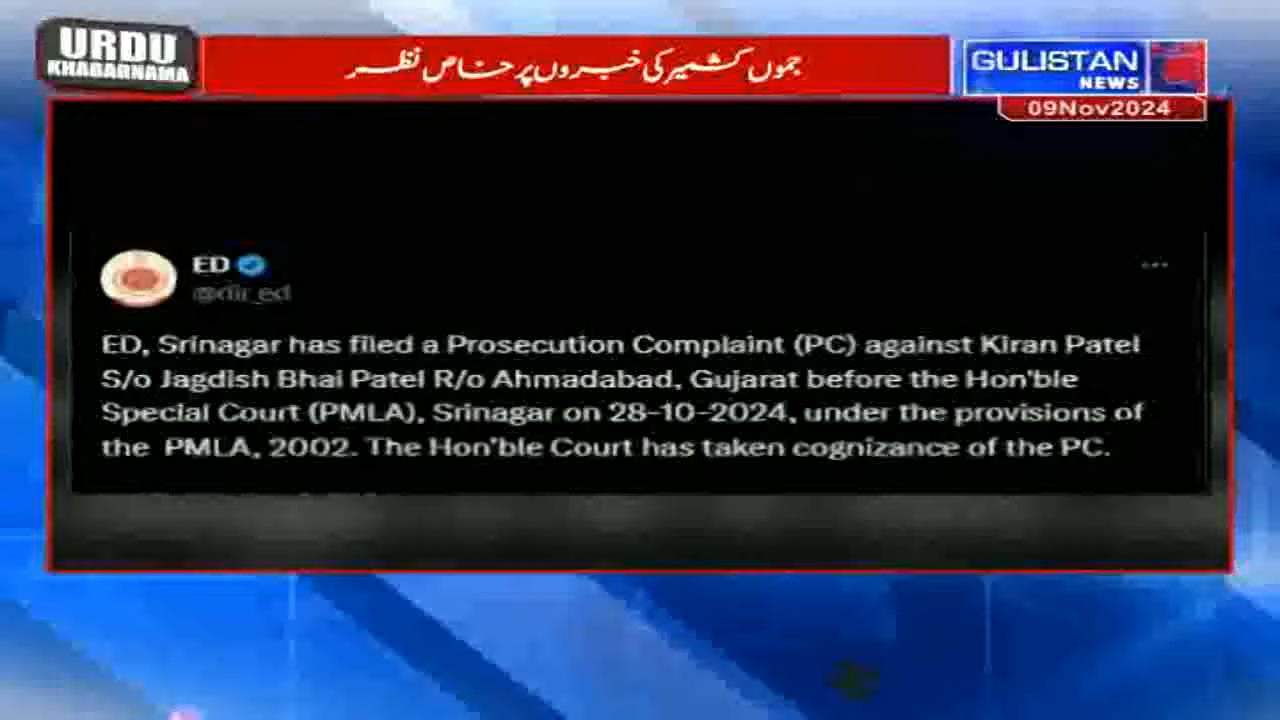 URDU
KHABARNAMA
جموں کشمیر کی خبروں پر خاص نظر
GULISTAN
NEWS
09Nov2024
ED
@dir_ed
ED, Srinagar has filed a Prosecution Complaint (PC) against Kiran Patel
S/o Jagdish Bhai Patel R/o Ahmadabad, Gujarat before the Hon'ble
Special Court (PMLA), Srinagar on 28-10-2024, under the provisions of
the PMLA, 2002. The Hon'ble Court has taken cognizance of the PC.